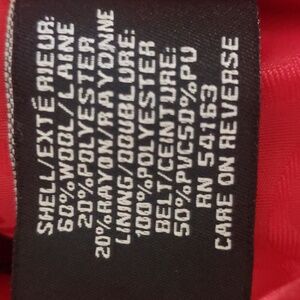 SHELL/EXTÉRIEUR:
60%WOOL/LAINE
20%POLYESTER
20%RAYON/RAYONNE
LINING/DOUBLURE:
100%POLYESTER
BELT/CEINTURE:
50%PVC50%PU
RN 54163
CARE ON REVERSE